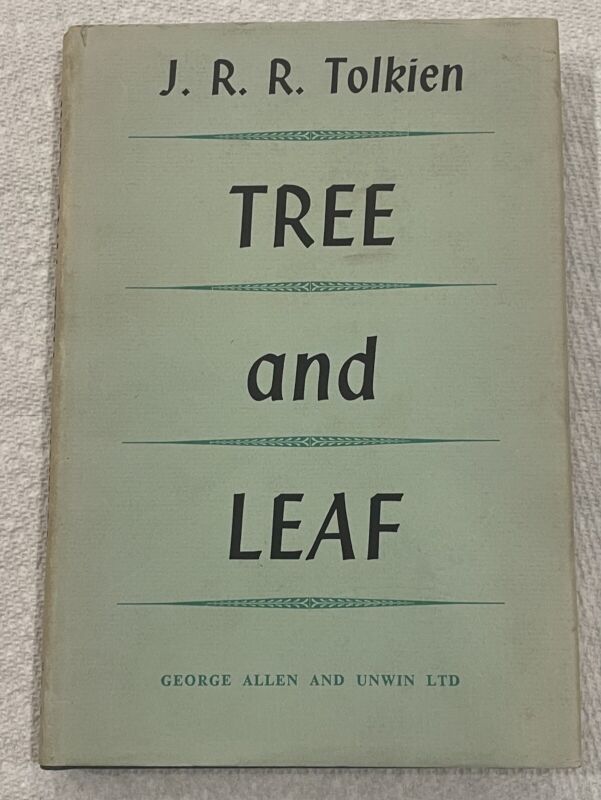 J. R. R. Tolkien
TREE
and
LEAF
GEORGE ALLEN AND UNWIN LTD